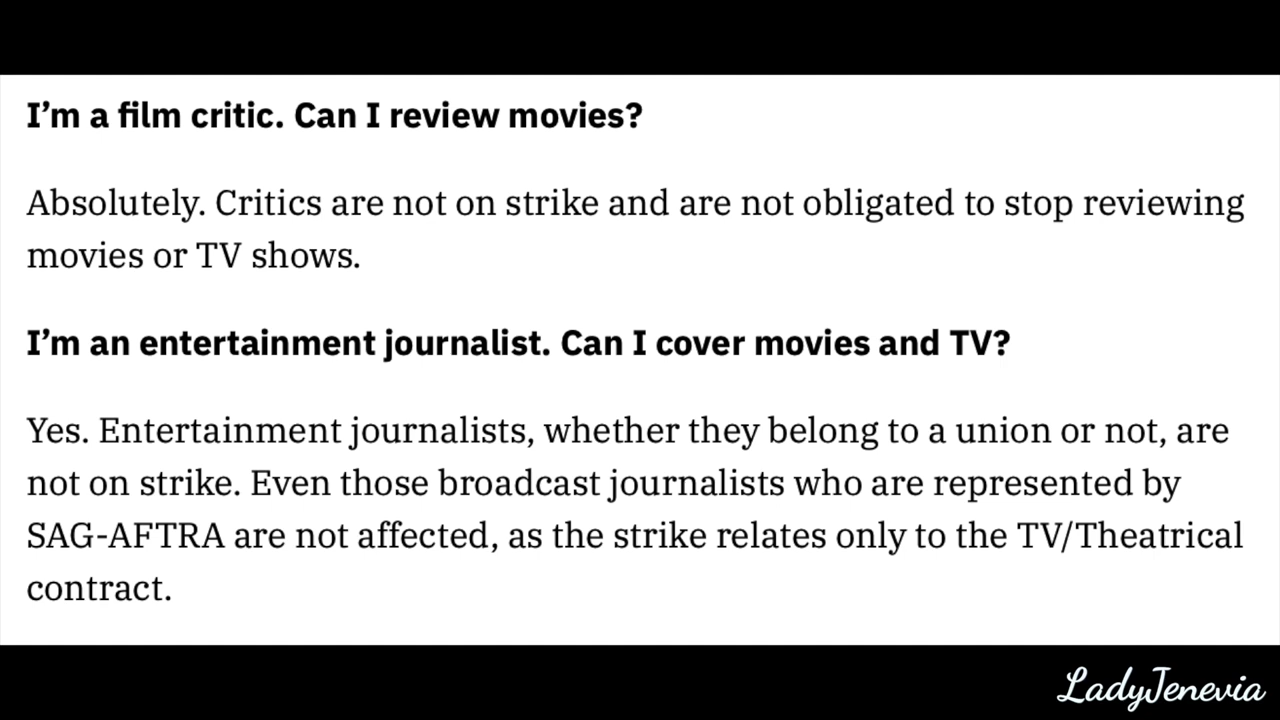 I’m a film critic. Can I review movies?
Absolutely. Critics are not on strike and are not obligated to stop reviewing
movies or TV shows.
I’m an entertainment journalist. Can I cover movies and TV?
Yes. Entertainment journalists, whether they belong to a union or not, are
not on strike. Even those broadcast journalists who are represented by
SAG-AFTRA are not affected, as the strike relates only to the TV/Theatrical
contract.
LadyJenevia